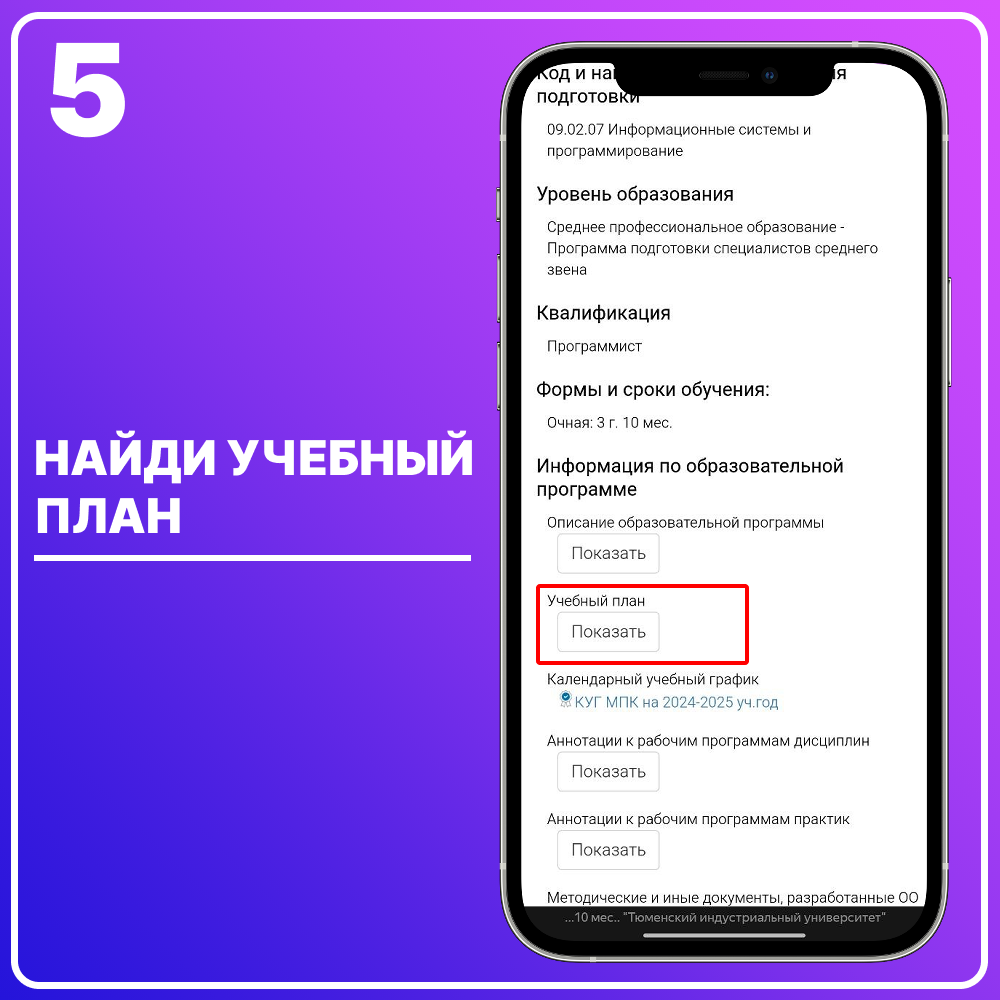 5
НАЙДИ УЧЕБНЫЙ
ПЛАН
Код и
подготовки
09.02.07 Информационные системы и
программирование
Уровень образования
Среднее профессиональное образование -
Программа подготовки специалистов среднего
звена
Квалификация
Программист
Формы и сроки обучения:
Очная: 3 г. 10 мес.
Информация по образовательной
программе
Описание образовательной программы
Показать
Учебный план
Показать
Календарный учебный график
КУГ МПК на 2024-2025 уч.год
Аннотации к рабочим программам дисциплин
Показать
Аннотации к рабочим программам практик
Показать
Методические и иные документы, разработанные ОО
...10 мес.. "Тюменский индустриальный университет"